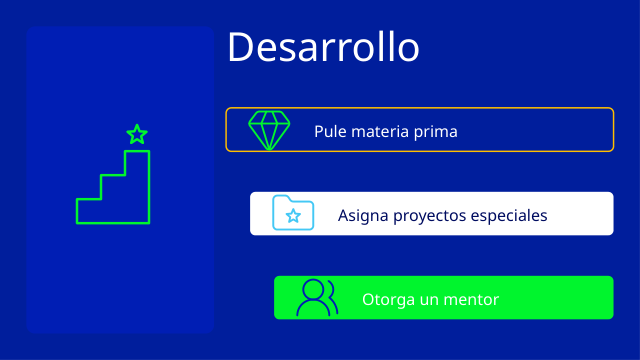 Desarrollo
Pule materia prima
Asigna proyectos especiales
Otorga un mentor